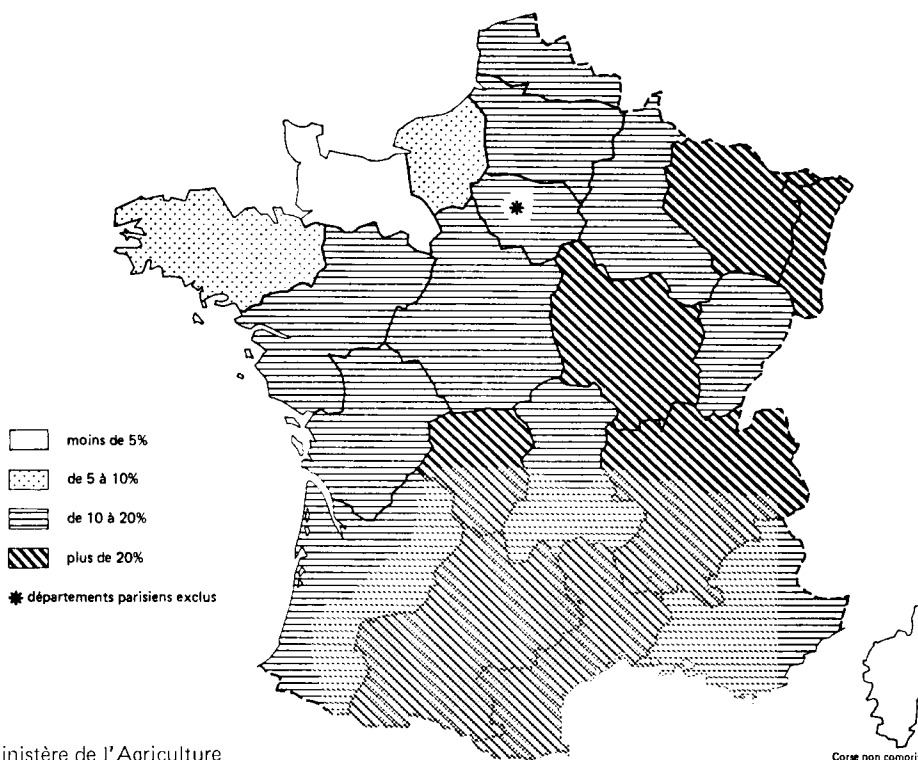 moins de 5%
de 5 à 10%
de 10 à 20%
plus de 20%
✱ départements parisiens exclus
inistère de l'Agriculture
Corse non compri